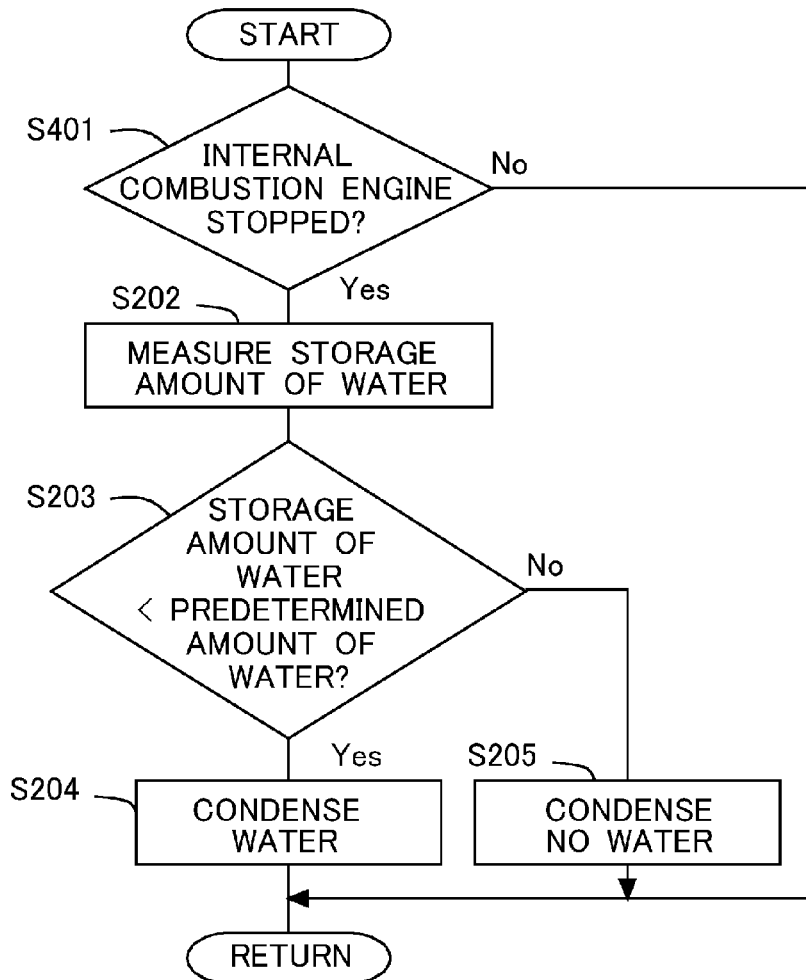 START
S401
INTERNAL
COMBUSTION ENGINE
STOPPED?
No
Yes
S202
MEASURE STORAGE
AMOUNT OF WATER
S203
STORAGE
AMOUNT OF
WATER
< PREDETERMINED
AMOUNT OF
WATER?
No
Yes
S204
CONDENSE
WATER
S205
CONDENSE
NO WATER
RETURN